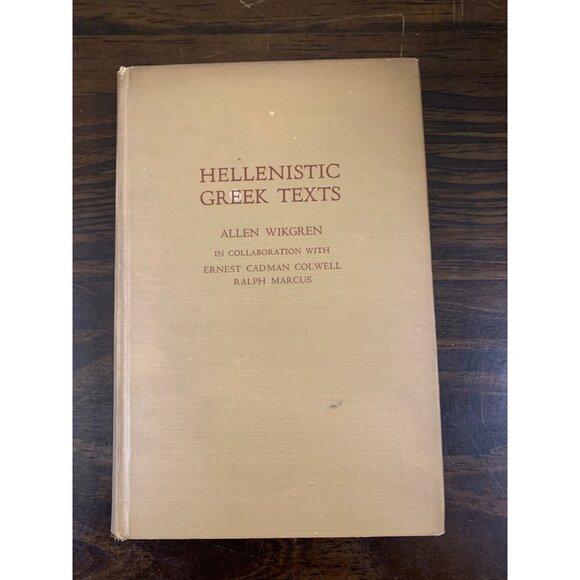 HELLENISTIC
GREEK TEXTS
ALLEN WIKGREN
IN COLLABORATION WITH
ERNEST CADMAN COLWELL
RALPH MARCUS